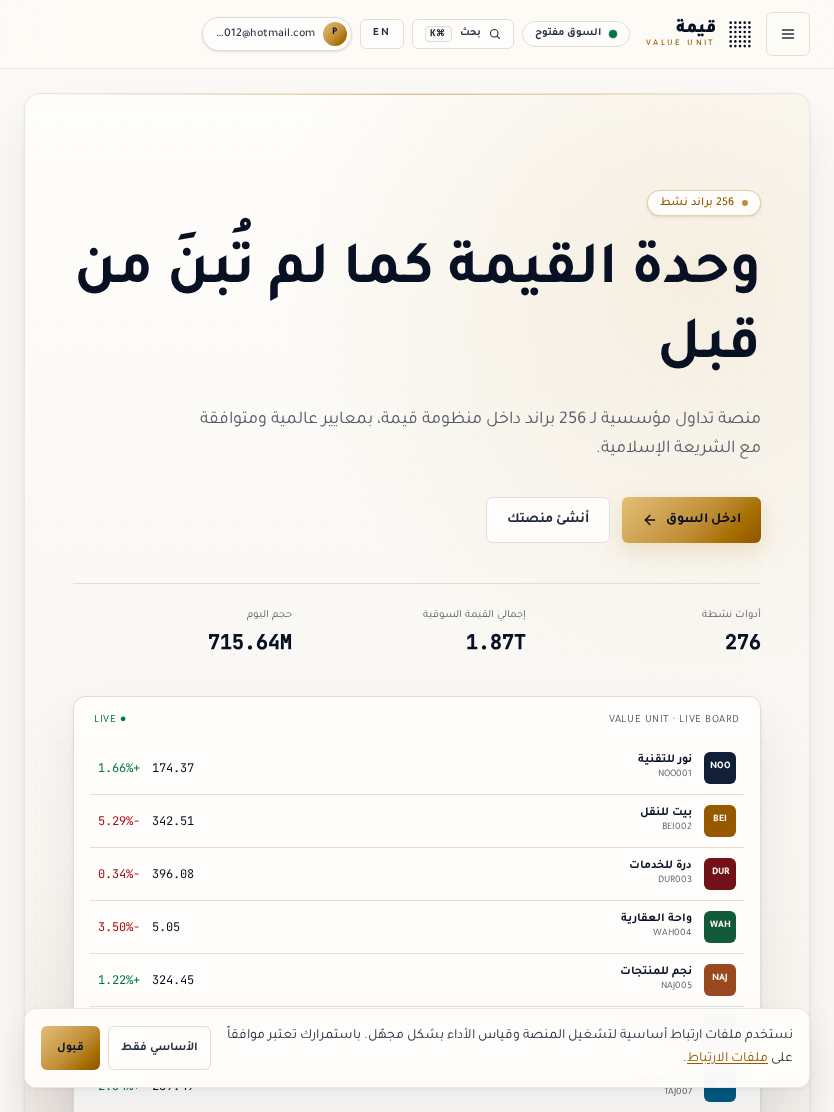 قيمة
VALUE UNIT
السوق مفتوح
بحث
⌘K
EN
P
012@hotmail.com...
256 براند نشط
وحدة القيمة كما لم تُبنَ من
قبل
منصة تداول مؤسسية لـ 256 براند داخل منظومة قيمة، بمعايير عالمية ومتوافقة
مع الشريعة الإسلامية.
ادخل السوق ←
أنشئ منصتك
أدوات نشطة
276
إجمالي القيمة السوقية
1.87T
حجم اليوم
715.64M
VALUE UNIT · LIVE BOARD
LIVE ●
NOO نور للتقنية 174.37 1.66%+
NOO001
BEI بيت للنقل 342.51 5.29%-
BEI002
DUR درة للخدمات 396.08 0.34%-
DUR003
WAH واحة العقارية 5.05 3.50%-
WAH004
NAJ نجم للمنتجات 324.45 1.22%+
NAJ005
نستخدم ملفات ارتباط أساسية لتشغيل المنصة وقياس الأداء بشكل مجهّل. باستمرارك تعتبر موافقاً
على ملفات الارتباط.
الأساسي فقط
قبول
TAJ007